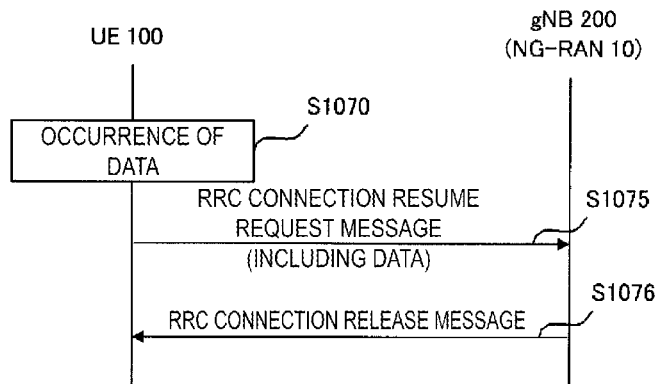 UE 100
gNB 200
(NG-RAN 10)
S1070
OCCURRENCE OF
DATA
RRC CONNECTION RESUME
REQUEST MESSAGE
(INCLUDING DATA)
S1075
S1076
RRC CONNECTION RELEASE MESSAGE